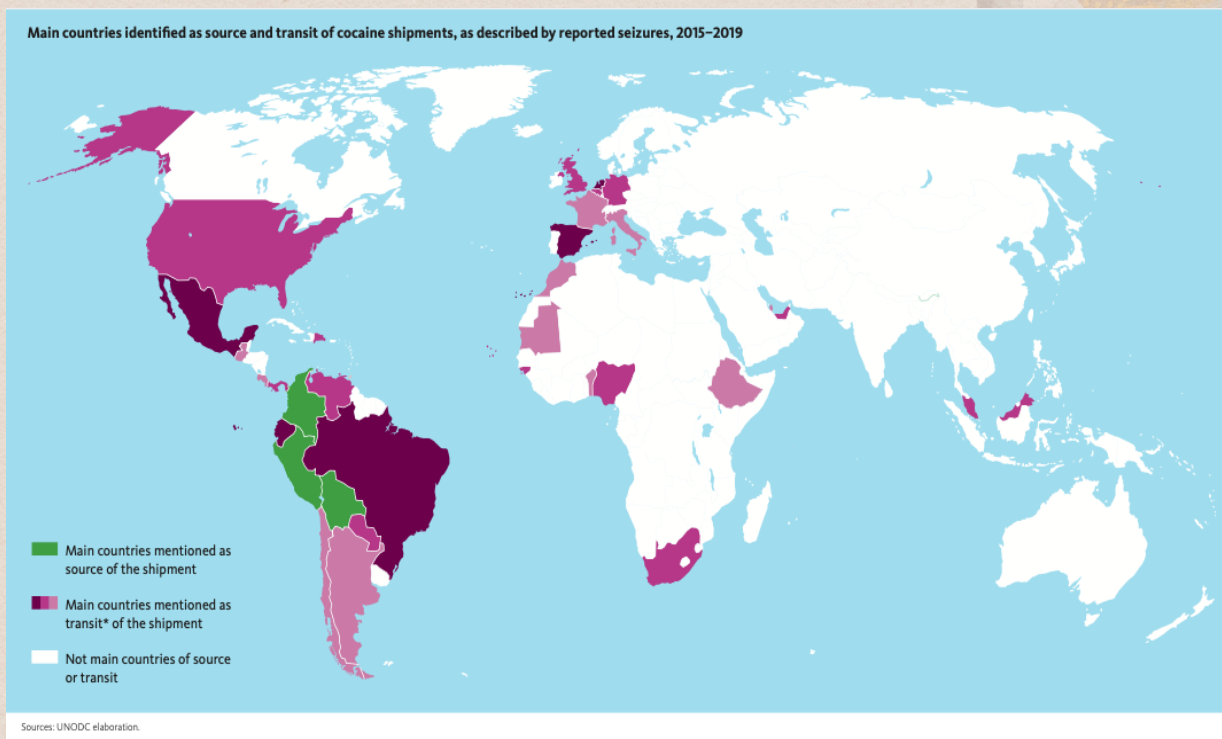 Main countries identified as source and transit of cocaine shipments, as described by reported seizures, 2015–2019
Main countries mentioned as
source of the shipment
Main countries mentioned as
transit* of the shipment
Not main countries of source
or transit
Sources: UNODC elaboration.